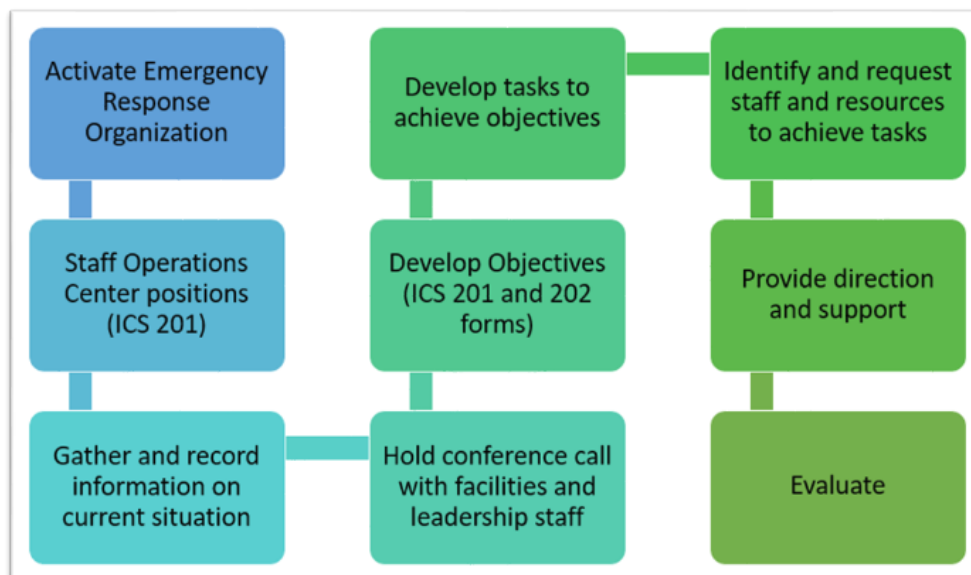 Activate Emergency
Response
Organization
Staff Operations
Center positions
(ICS 201)
Gather and record
information on
current situation
Hold conference call
with facilities and
leadership staff
Develop Objectives
(ICS 201 and 202
forms)
Develop tasks to
achieve objectives
Identify and request
staff and resources
to achieve tasks
Provide direction
and support
Evaluate